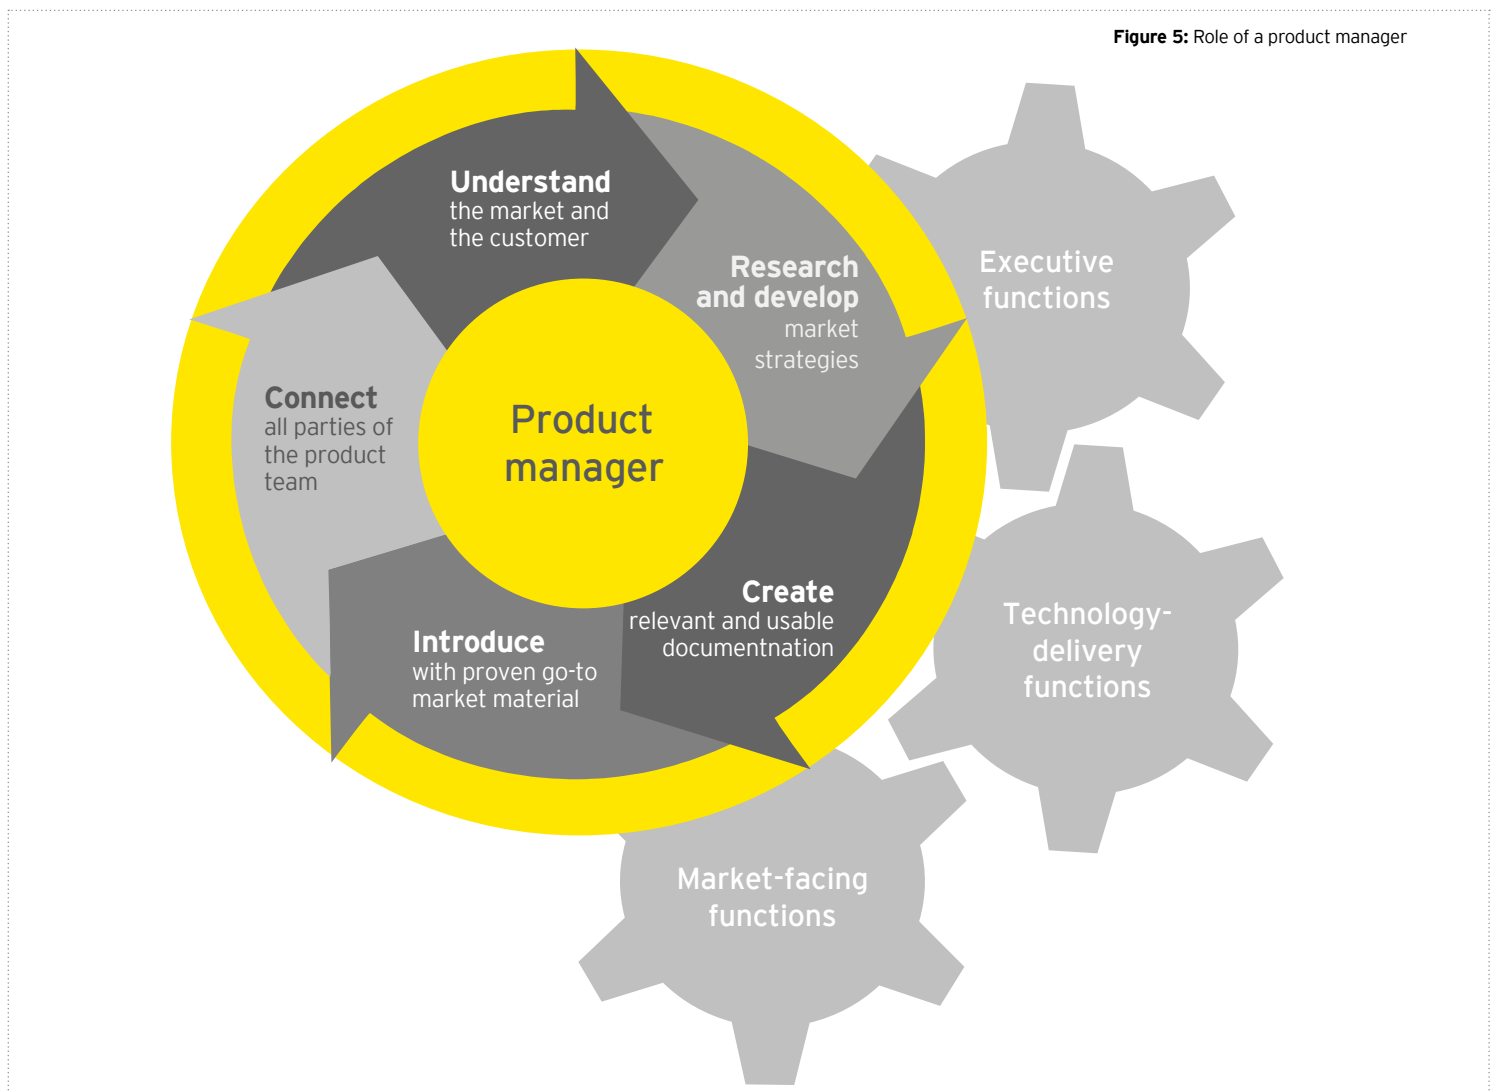 Figure 5: Role of a product manager
Understand
the market and
the customer
Research
and develop
market
strategies
Executive
functions
Connect
all parties of
the product
team
Product
manager
Create
relevant and usable
documentnation
Introduce
with proven go-to
market material
Technology-
delivery
functions
Market-facing
functions